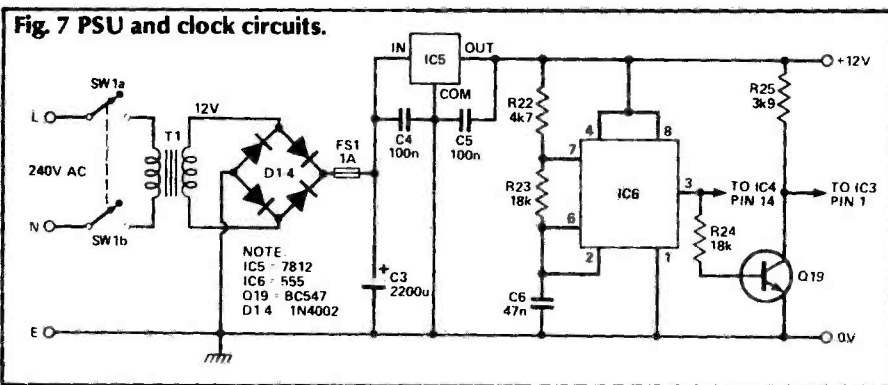 Fig. 7 PSU and clock circuits.
IN
IC5
OUT
COM
+12V
SW1a
L
T1
12V
240V AC
D1 4
FS1
1A
C4
100n
C5
100n
R22
4k7
R25
3k9
4
8
7
R23
18k
IC6
3
TO IC4
PIN 14
TO IC3
PIN 1
6
R24
18k
N
SW1b
2
1
Q19
NOTE.
IC5 = 7812
IC6 = 555
Q19 = BC547
D1 4 1N4002
+
C3
2200u
C6
47n
E
0V